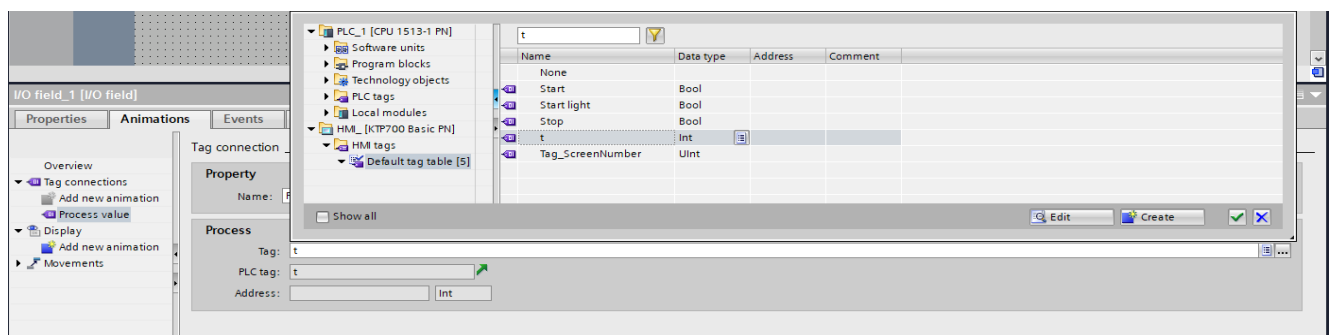 PLC_1 [CPU 1513-1 PN]
Software units
Program blocks
Technology objects
PLC tags
Local modules
HMI_ [KTP700 Basic PN]
HMI tags
Default tag table [5]
t
Name Data type Address Comment
None
Start Bool
Start light Bool
Stop Bool
t Int
Tag_ScreenNumber UInt
Show all
Edit Create
I/O field_1 [I/O field]
Properties Animations Events
Overview
Tag connections
Add new animation
Process value
Display
Add new animation
Movements
Tag connection
Property
Name:
Process
Tag: t
PLC tag: t
Address: Int